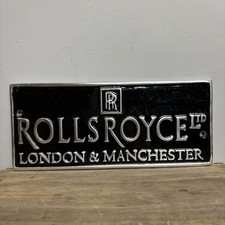 RR
ROLLS ROYCE LTD
LONDON & MANCHESTER